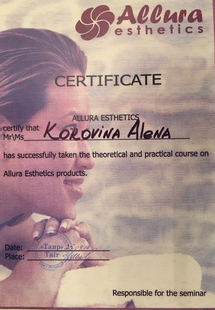 Allura
esthetics
CERTIFICATE
ALLURA ESTHETICS
certify that
Mr\Ms Korovina Alena
has successfully taken the theoretical and practical course on
Allura Esthetics products.
Date:
Place:
Responsible for the seminar